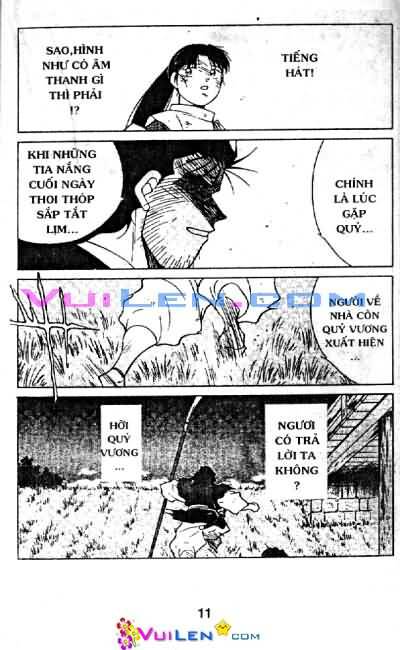 SAO,HÌNH
NHƯ CÓ ÂM
THANH GÌ
THÌ PHẢI
!?
TIẾNG
HÁT!
KHI NHỮNG
TIA NẮNG
CUỐI NGÀY
THOI THÓP
SẮP TẮT
LỊM...
CHÍNH
LÀ LÚC
GẶP
QUỶ...
VUILEN.COM
NGƯỜI VỀ
NHÀ CÒN
QUỶ VƯƠNG
XUẤT HIỆN
...
HỠI
QUỶ
VƯƠNG
...
NGƯƠI
CÓ TRẢ
LỜI TA
KHÔNG
?
11
VUILEN.COM